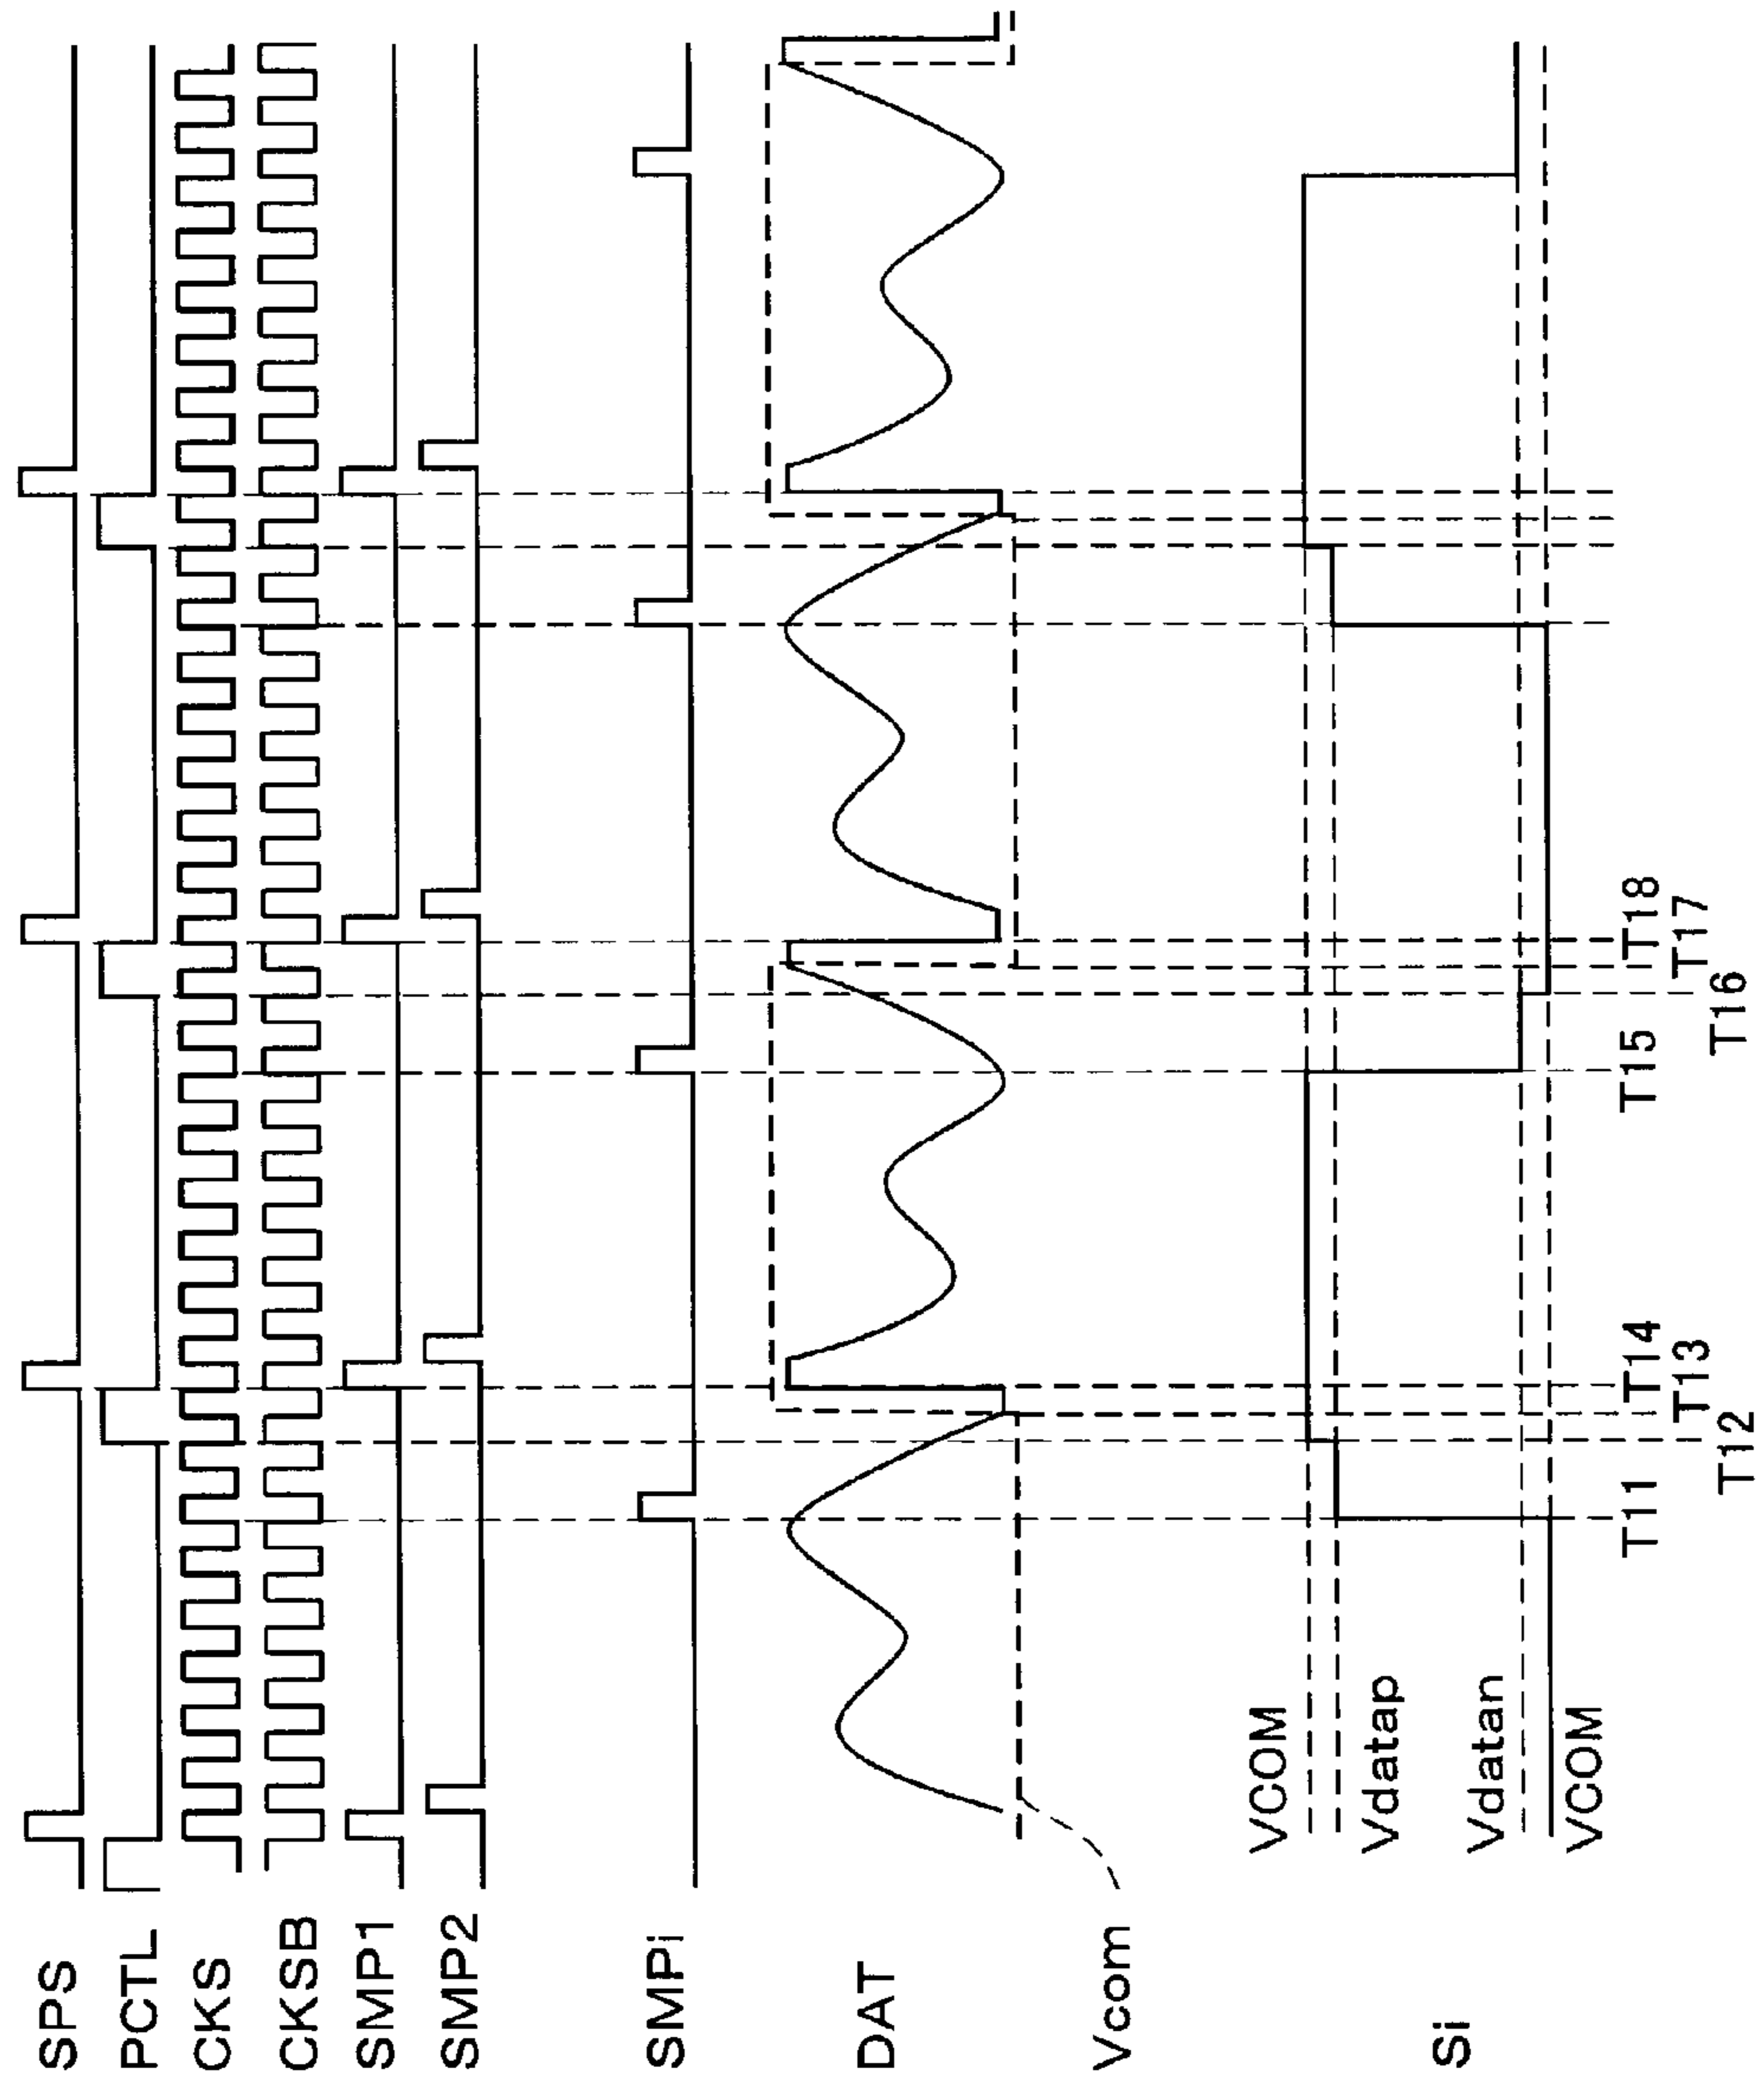 SPS
PCTL
CKS
CKSB
SMP1
SMP2
SMPi
DAT
Vcom
Si
VCOM
Vdatap
Vdatan
VCOM
T11
T12
T13
T14
T15
T16
T17
T18